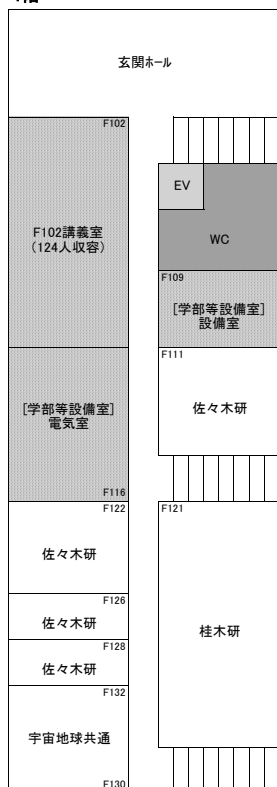 玄関ホール
F102
F102講義室
(124人収容)
EV
WC
F109
[学部等設備室]
設備室
F111
佐々木研
[学部等設備室]
電気室
F116
F122
佐々木研
F121
桂木研
F126
佐々木研
F128
佐々木研
F132
宇宙地球共通
F130